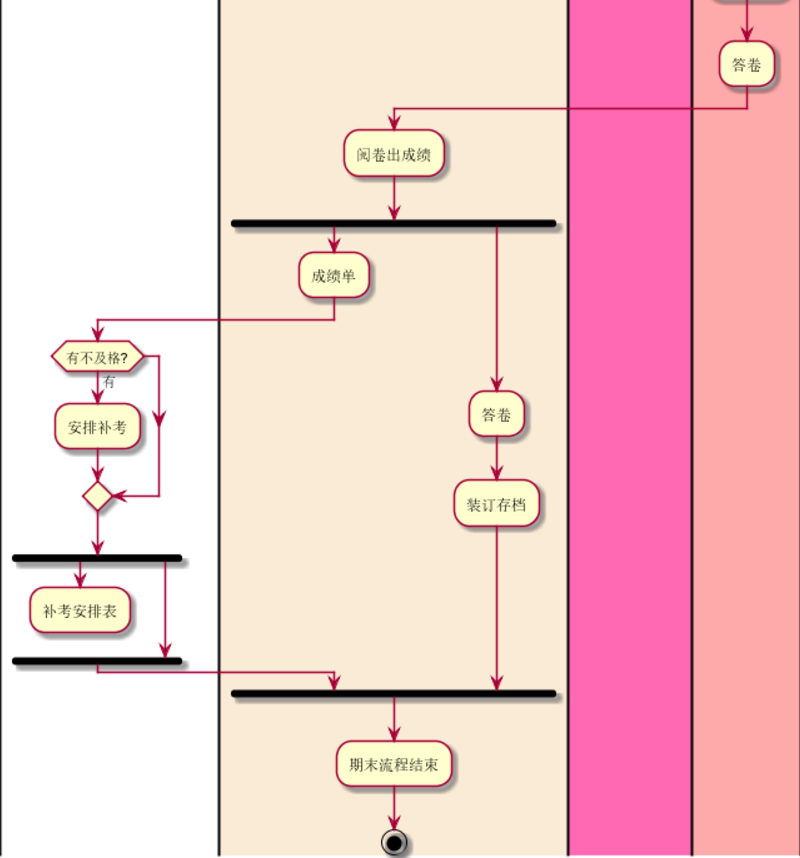 答卷
阅卷出成绩
成绩单
有不及格?
有
安排补考
答卷
装订存档
补考安排表
期末流程结束